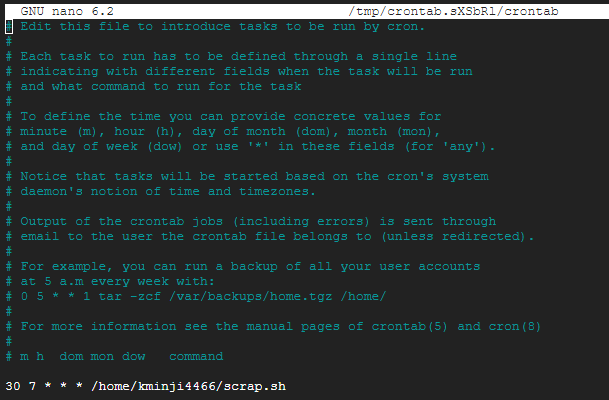 GNU nano 6.2 /tmp/crontab.sXSbRl/crontab
# Edit this file to introduce tasks to be run by cron.
#
# Each task to run has to be defined through a single line
# indicating with different fields when the task will be run
# and what command to run for the task
#
# To define the time you can provide concrete values for
# minute (m), hour (h), day of month (dom), month (mon),
# and day of week (dow) or use '*' in these fields (for 'any').
#
# Notice that tasks will be started based on the cron's system
# daemon's notion of time and timezones.
#
# Output of the crontab jobs (including errors) is sent through
# email to the user the crontab file belongs to (unless redirected).
#
# For example, you can run a backup of all your user accounts
# at 5 a.m every week with:
# 0 5 * * 1 tar -zcf /var/backups/home.tgz /home/
#
# For more information see the manual pages of crontab(5) and cron(8)
#
# m h  dom mon dow   command
30 7 * * * /home/kminji4466/scrap.sh